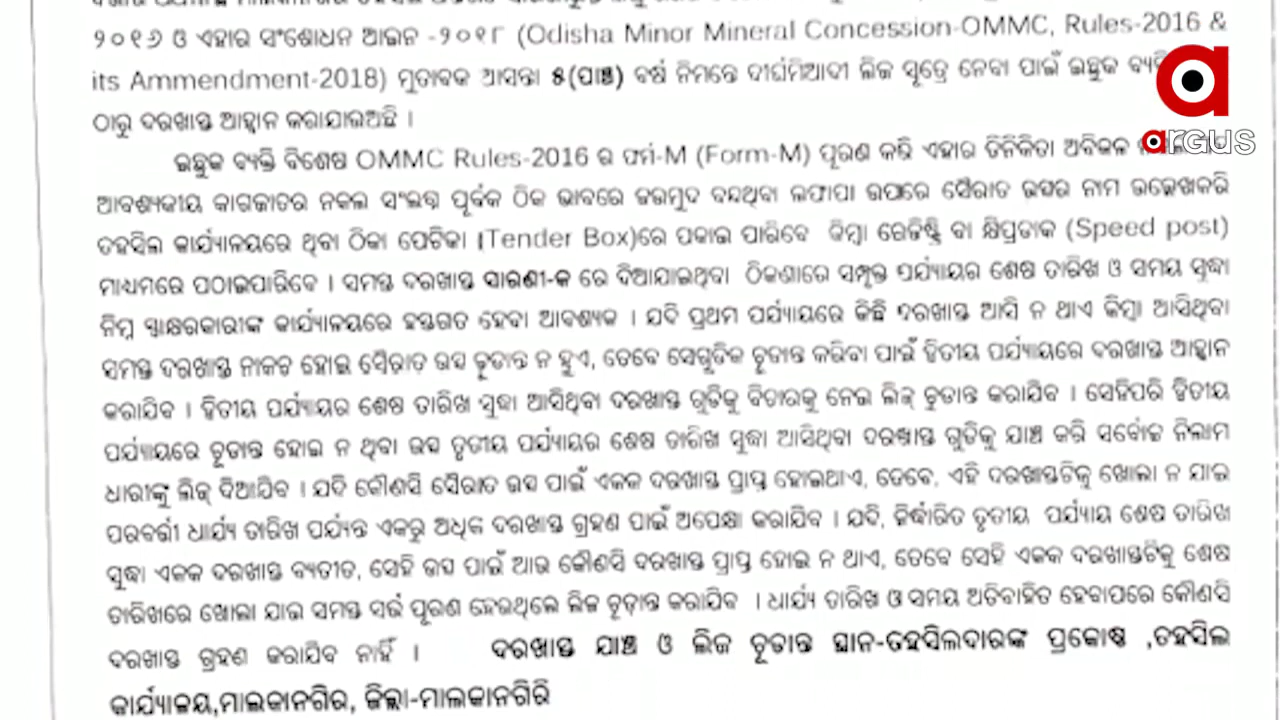 ୨୦୧୬ ଓ ଏହାର ସଂଶୋଧନ ଆଇନ -୨୦୧୮ (Odisha Minor Mineral Concession-OMMC, Rules-2016 &
its Ammendment-2018) ମୁତାବକ ଆସନ୍ତା ୫(ପାଞ୍ଚ) ବର୍ଷ ନିମନ୍ତେ ଦୀର୍ଘମିଆଦୀ ଲିଜ ସୂତ୍ରେ ନେବା ପାଇଁ ଇଚ୍ଛୁକ
ଠାରୁ ଦରଖାସ୍ତ ଆହ୍ୱାନ କରାଯାଇଅଛି ।
ଇଚ୍ଛୁକ ବ୍ୟକ୍ତି ବିଶେଷ OMMC Rules-2016 ର ଫର୍ମ-M (Form-M) ପୂରଣ କରି ଏହାର ତିନିକିତା ଅବିକଳ
ଆବଶ୍ୟକୀୟ କାଗଜାତର ନକଲ ସଂଲଗ୍ନ ପୂର୍ବକ ଠିକ ଭାବରେ ଜଉମୁଦ ବନ୍ଦଥିବା ଲଫାପା ଉପରେ ସୈରାତ ଉତ୍ସର ନାମ ଉଲ୍ଲେଖକରି
ତହସିଲ କାର୍ଯ୍ୟାଳୟରେ ଥିବା ଠିକା ପେଟିକା (Tender Box)ରେ ପକାଇ ପାରିବେ କିମ୍ବା ରେଜିଷ୍ଟ୍ରି ବା କ୍ଷିପ୍ରଡାକ (Speed post)
ମାଧ୍ୟମରେ ପଠାଇପାରିବେ । ସମସ୍ତ ଦରଖାସ୍ତ ସାରଣୀ-କ ରେ ଦିଆଯାଇଥିବା ଠିକଣାରେ ସମ୍ପୃକ୍ତ ପର୍ଯ୍ୟାୟର ଶେଷ ତାରିଖ ଓ ସମୟ ସୁଦ୍ଧା
ନିମ୍ନ ସ୍ୱାକ୍ଷରକାରୀଙ୍କ କାର୍ଯ୍ୟାଳୟରେ ହସ୍ତଗତ ହେବା ଆବଶ୍ୟକ । ଯଦି ପ୍ରଥମ ପର୍ଯ୍ୟାୟରେ କିଛି ଦରଖାସ୍ତ ଆସି ନ ଥାଏ କିମ୍ବା ଆସିଥିବା
ସମସ୍ତ ଦରଖାସ୍ତ ନାକଚ ହୋଇ ସୈରାତ ଉତ୍ସ ଚୂଡାନ୍ତ ନ ହୁଏ, ତେବେ ସେଗୁଡିକ ଚୂଡାନ୍ତ କରିବା ପାଇଁ ଦ୍ୱିତୀୟ ପର୍ଯ୍ୟାୟରେ ଦରଖାସ୍ତ ଆହ୍ୱାନ
କରାଯିବ । ଦ୍ୱିତୀୟ ପର୍ଯ୍ୟାୟର ଶେଷ ତାରିଖ ସୁଦ୍ଧା ଆସିଥିବା ଦରଖାସ୍ତ ଗୁଡିକୁ ବିଚାରକୁ ନେଇ ଲିଜ୍ ଚୂଡାନ୍ତ କରାଯିବ । ସେହିପରି ଦ୍ୱିତୀୟ
ପର୍ଯ୍ୟାୟରେ ଚୂଡାନ୍ତ ହୋଇ ନ ଥିବା ଉତ୍ସ ତୃତୀୟ ପର୍ଯ୍ୟାୟର ଶେଷ ତାରିଖ ସୁଦ୍ଧା ଆସିଥିବା ଦରଖାସ୍ତ ଗୁଡିକୁ ଯାଞ୍ଚ କରି ସର୍ବୋଚ୍ଚ ନିଲାମ
ଧାରୀଙ୍କୁ ଲିଜ୍ ଦିଆଯିବ । ଯଦି କୌଣସି ସୈରାତ ଉତ୍ସ ପାଇଁ ଏକକ ଦରଖାସ୍ତ ପ୍ରାପ୍ତ ହୋଇଥାଏ, ତେବେ, ଏହି ଦରଖାସ୍ତଟିକୁ ଖୋଲା ନ ଯାଇ
ପରବର୍ତ୍ତୀ ଧାର୍ଯ୍ୟ ତାରିଖ ପର୍ଯ୍ୟନ୍ତ ଏକରୁ ଅଧିକ ଦରଖାସ୍ତ ଗ୍ରହଣ ପାଇଁ ଅପେକ୍ଷା କରାଯିବ । ଯଦି, ନିର୍ଦ୍ଧାରିତ ତୃତୀୟ ପର୍ଯ୍ୟାୟ ଶେଷ ତାରିଖ
ସୁଦ୍ଧା ଏକକ ଦରଖାସ୍ତ ବ୍ୟତୀତ, ସେହି ଉତ୍ସ ପାଇଁ ଆଉ କୌଣସି ଦରଖାସ୍ତ ପ୍ରାପ୍ତ ହୋଇ ନ ଥାଏ, ତେବେ ସେହି ଏକକ ଦରଖାସ୍ତଟିକୁ ଶେଷ
ତାରିଖରେ ଖୋଲା ଯାଇ ସମସ୍ତ ସର୍ତ୍ତ ପୂରଣ ହେଉଥିଲେ ଲିଜ ଚୂଡ଼ାନ୍ତ କରାଯିବ । ଧାର୍ଯ୍ୟ ତାରିଖ ଓ ସମୟ ଅତିବାହିତ ହେବାପରେ କୌଣସି
ଦରଖାସ୍ତ ଗ୍ରହଣ କରାଯିବ ନାହିଁ । ଦରଖାସ୍ତ ଯାଞ୍ଚ ଓ ଲିଜ ଚୂଡାନ୍ତ ସ୍ଥାନ-ତହସିଲଦାରଙ୍କ ପ୍ରକୋଷ୍ଠ ,ତହସିଲ
କାର୍ଯ୍ୟାଳୟ,ମାଲକାନଗିରି, ଜିଲ୍ଲା-ମାଲକାନଗିରି
argus